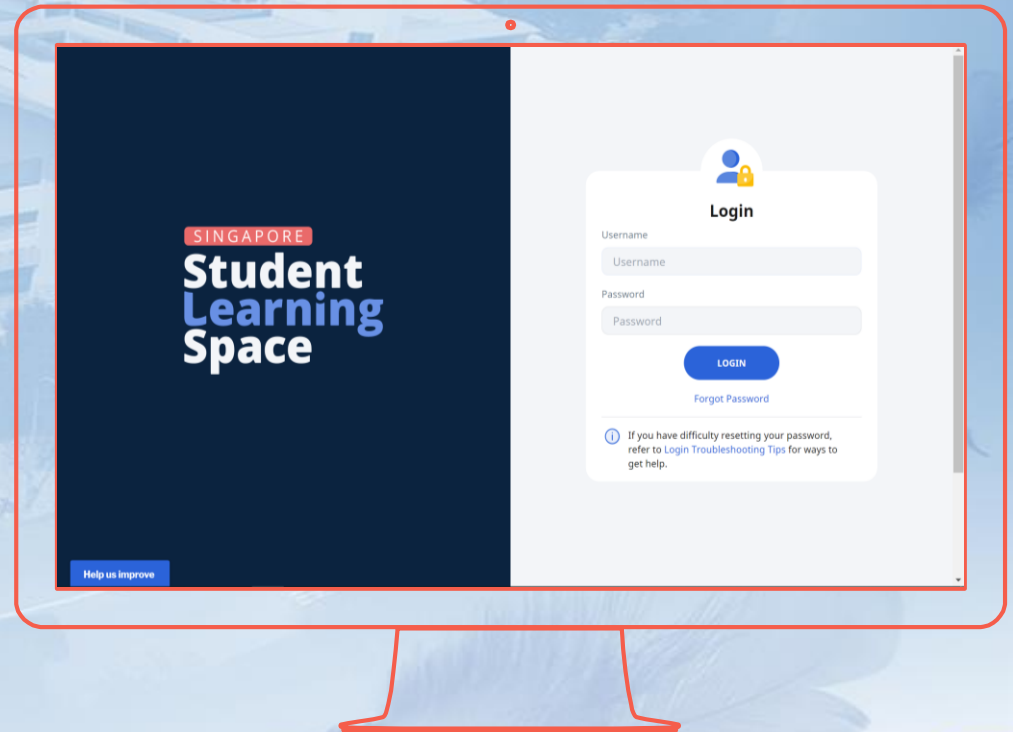 SINGAPORE
Student
Learning
Space
Help us improve
Login
Username
Username
Password
Password
LOGIN
Forgot Password
If you have difficulty resetting your password,
refer to Login Troubleshooting Tips for ways to
get help.